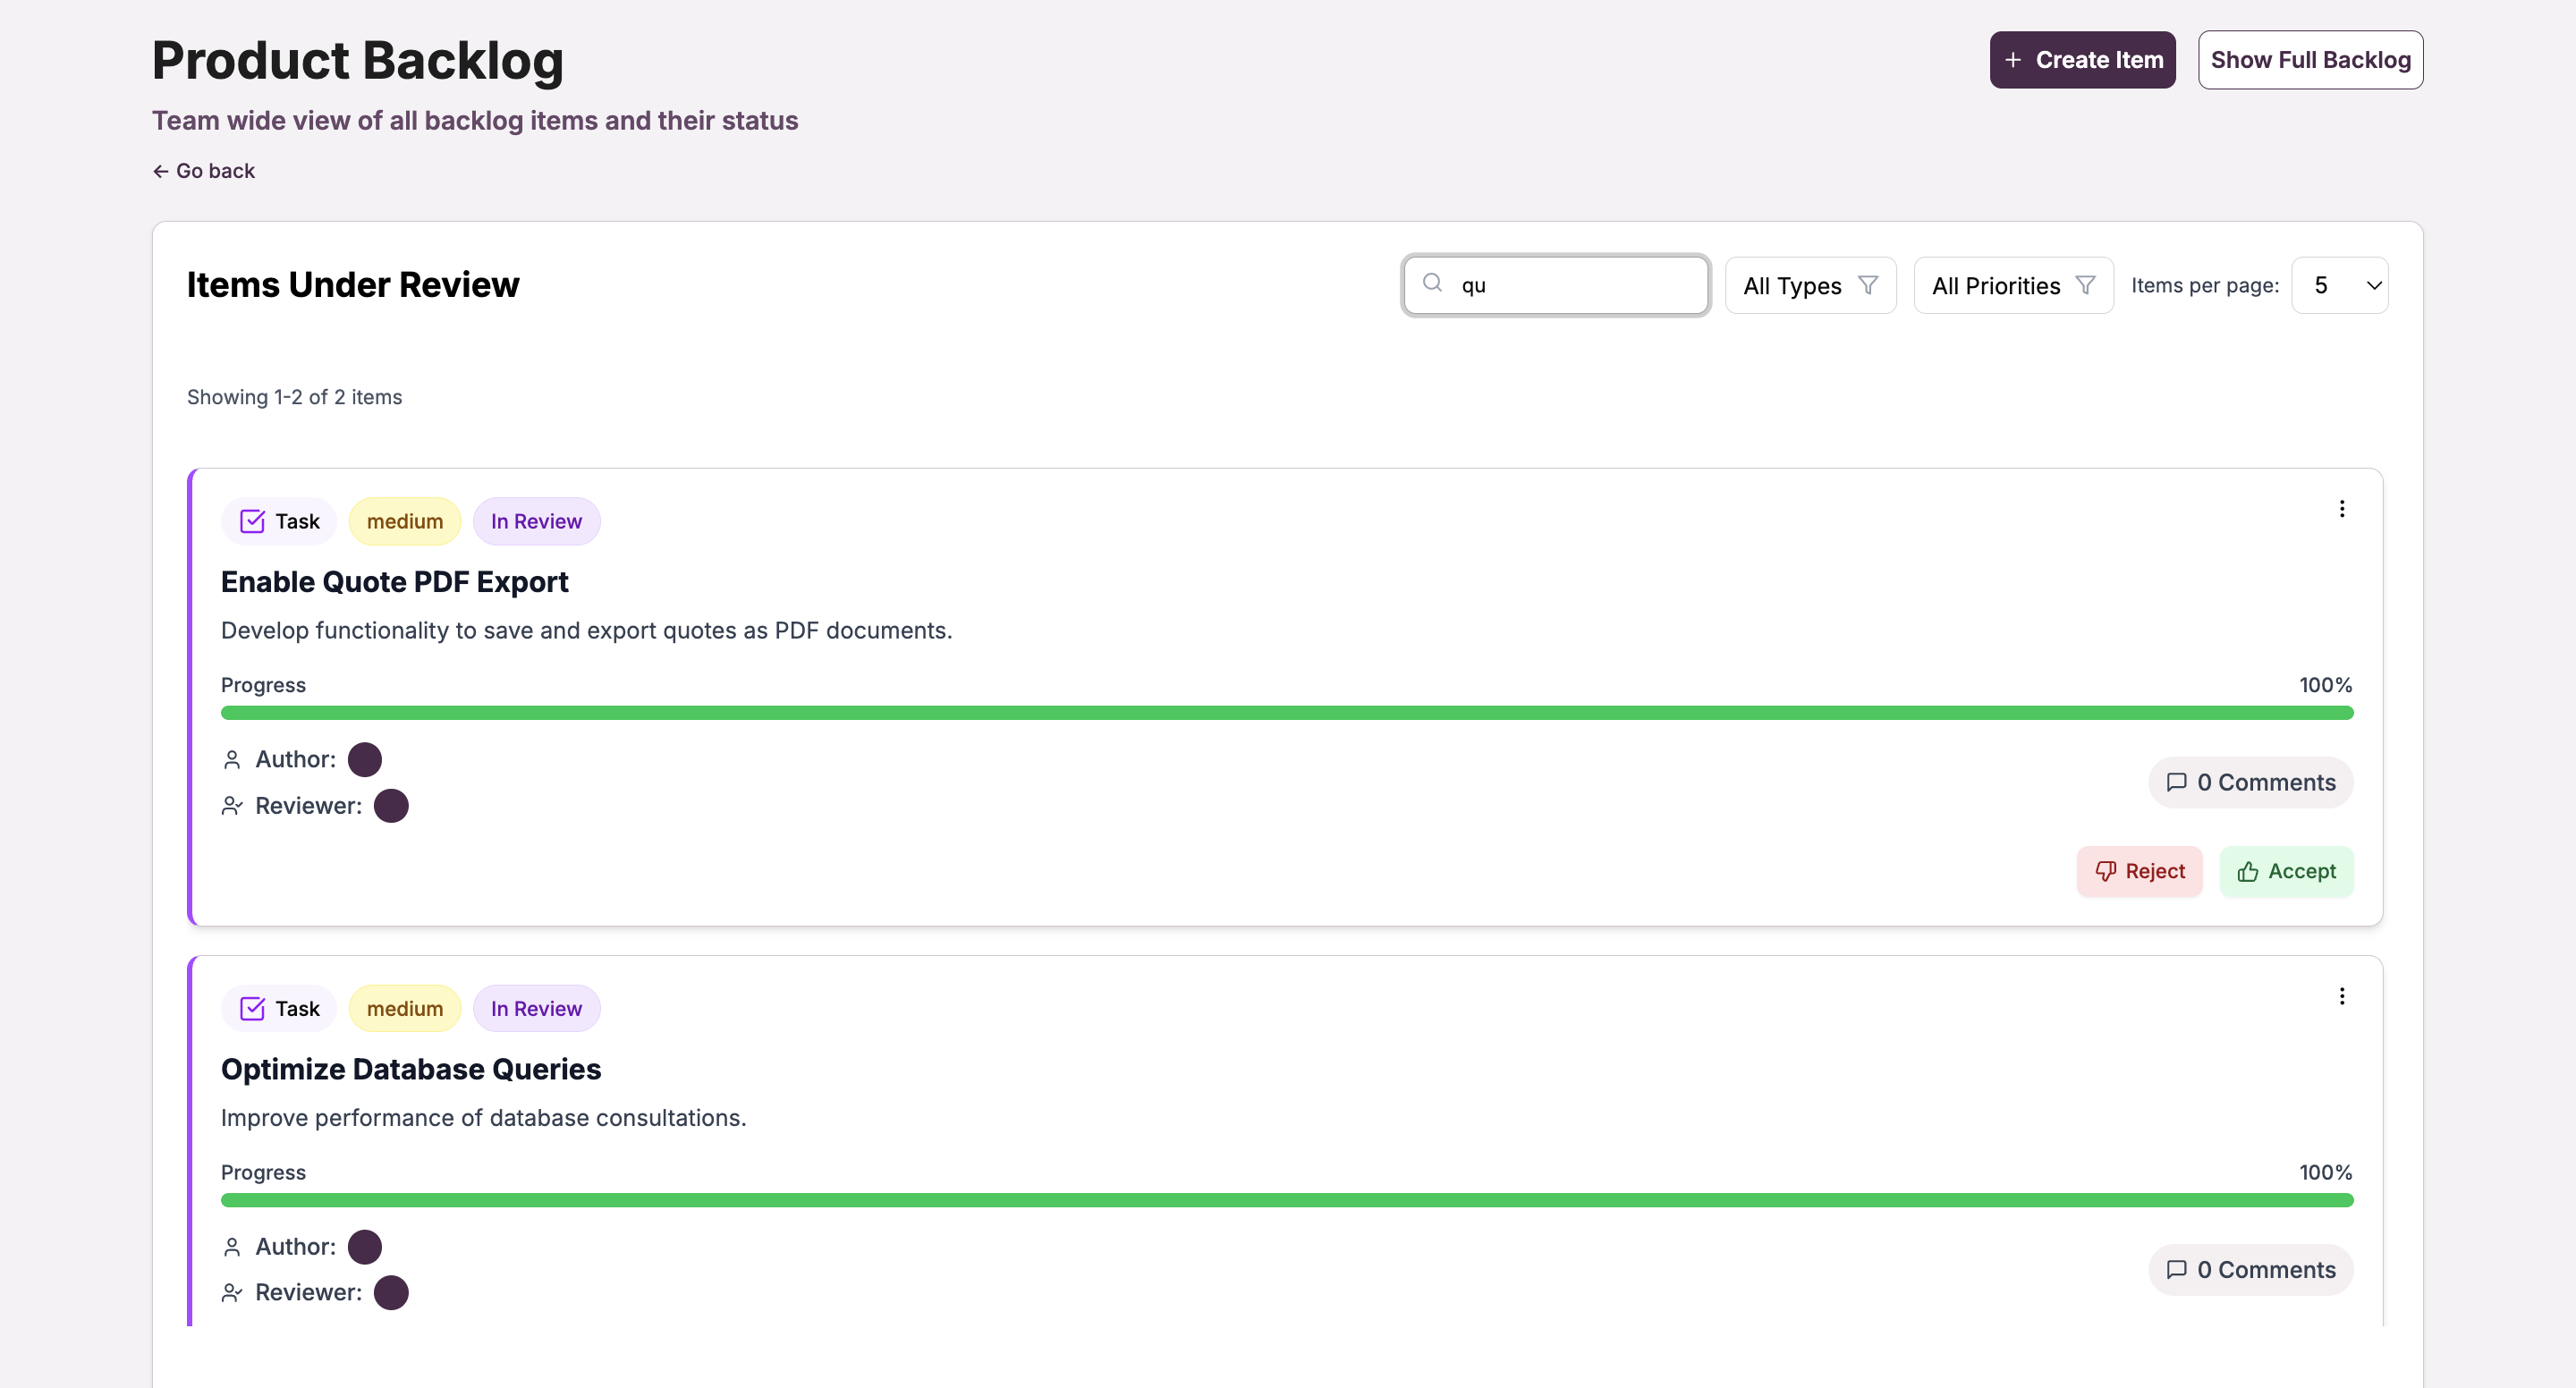 Product Backlog
+ Create Item
Show Full Backlog
Team wide view of all backlog items and their status
← Go back
Items Under Review
qu
All Types
All Priorities
Items per page:
5
Showing 1-2 of 2 items
Task
medium
In Review
Enable Quote PDF Export
Develop functionality to save and export quotes as PDF documents.
Progress
100%
Author:
Reviewer:
0 Comments
Reject
Accept
Task
medium
In Review
Optimize Database Queries
Improve performance of database consultations.
Progress
100%
Author:
Reviewer:
0 Comments